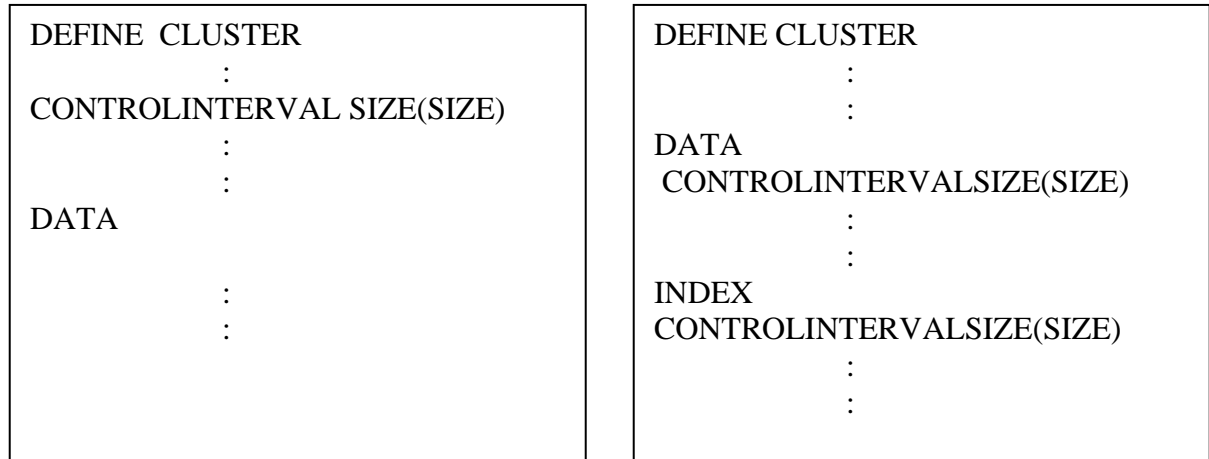 DEFINE  CLUSTER
:
CONTROLINTERVAL SIZE(SIZE)
:
:
DATA
:
:
DEFINE CLUSTER
:
:
DATA
CONTROLINTERVALSIZE(SIZE)
:
:
INDEX
CONTROLINTERVALSIZE(SIZE)
:
: